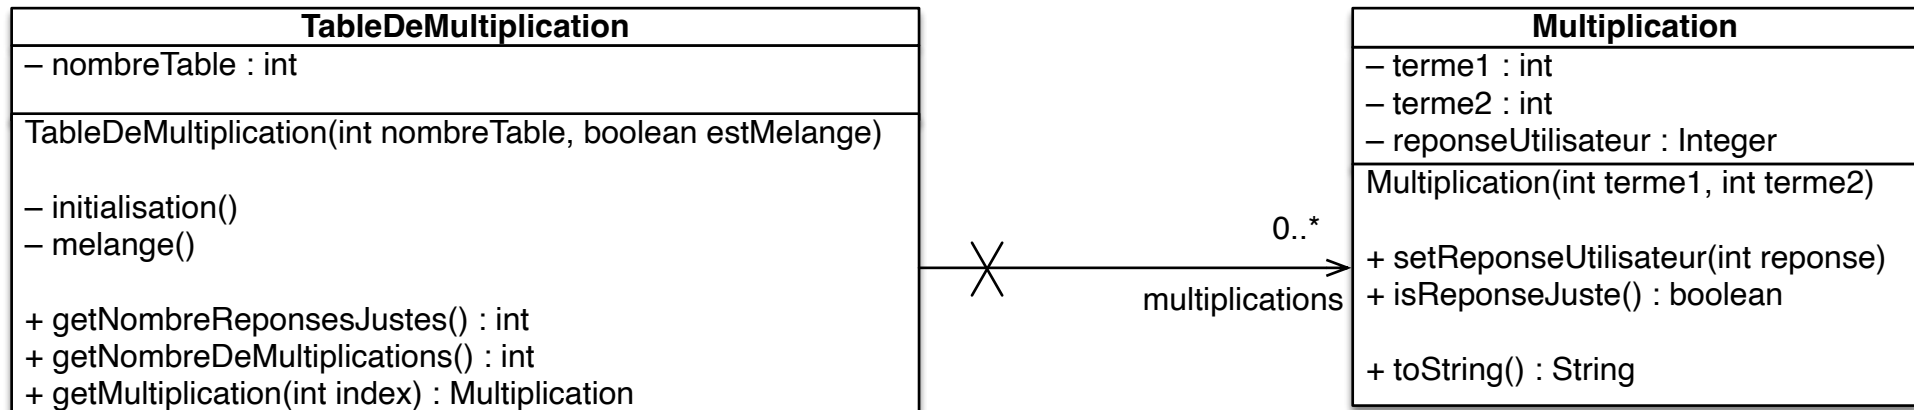 TableDeMultiplication
– nombreTable : int
TableDeMultiplication(int nombreTable, boolean estMelange)
– initialisation()
– melange()
+ getNombreReponsesJustes() : int
+ getNombreDeMultiplications() : int
+ getMultiplication(int index) : Multiplication
0..*
multiplications
Multiplication
– terme1 : int
– terme2 : int
– reponseUtilisateur : Integer
Multiplication(int terme1, int terme2)
+ setReponseUtilisateur(int reponse)
+ isReponseJuste() : boolean
+ toString() : String